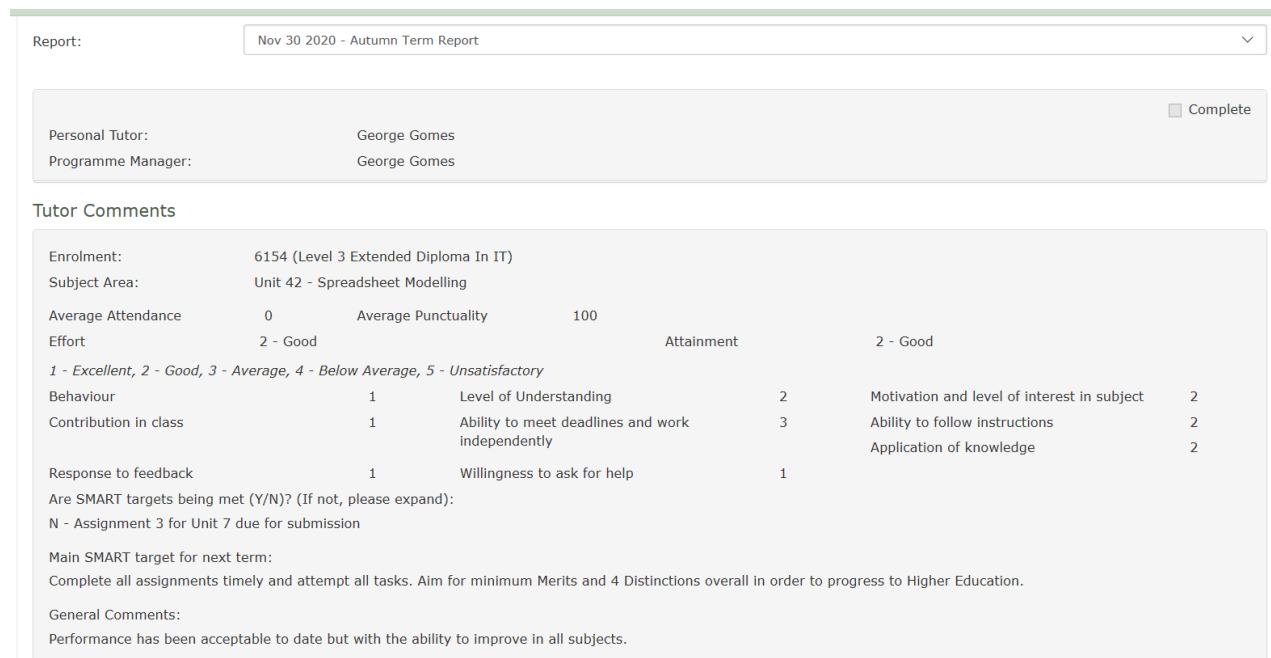 Report: Nov 30 2020 - Autumn Term Report
Complete
Personal Tutor: George Gomes
Programme Manager: George Gomes
Tutor Comments
Enrolment: 6154 (Level 3 Extended Diploma In IT)
Subject Area: Unit 42 - Spreadsheet Modelling
Average Attendance 0 Average Punctuality 100
Effort 2 - Good Attainment 2 - Good
1 - Excellent, 2 - Good, 3 - Average, 4 - Below Average, 5 - Unsatisfactory
Behaviour 1 Level of Understanding 2 Motivation and level of interest in subject 2
Contribution in class 1 Ability to meet deadlines and work 3 Ability to follow instructions 2
independently
Application of knowledge 2
Response to feedback 1 Willingness to ask for help 1
Are SMART targets being met (Y/N)? (If not, please expand):
N - Assignment 3 for Unit 7 due for submission
Main SMART target for next term:
Complete all assignments timely and attempt all tasks. Aim for minimum Merits and 4 Distinctions overall in order to progress to Higher Education.
General Comments:
Performance has been acceptable to date but with the ability to improve in all subjects.